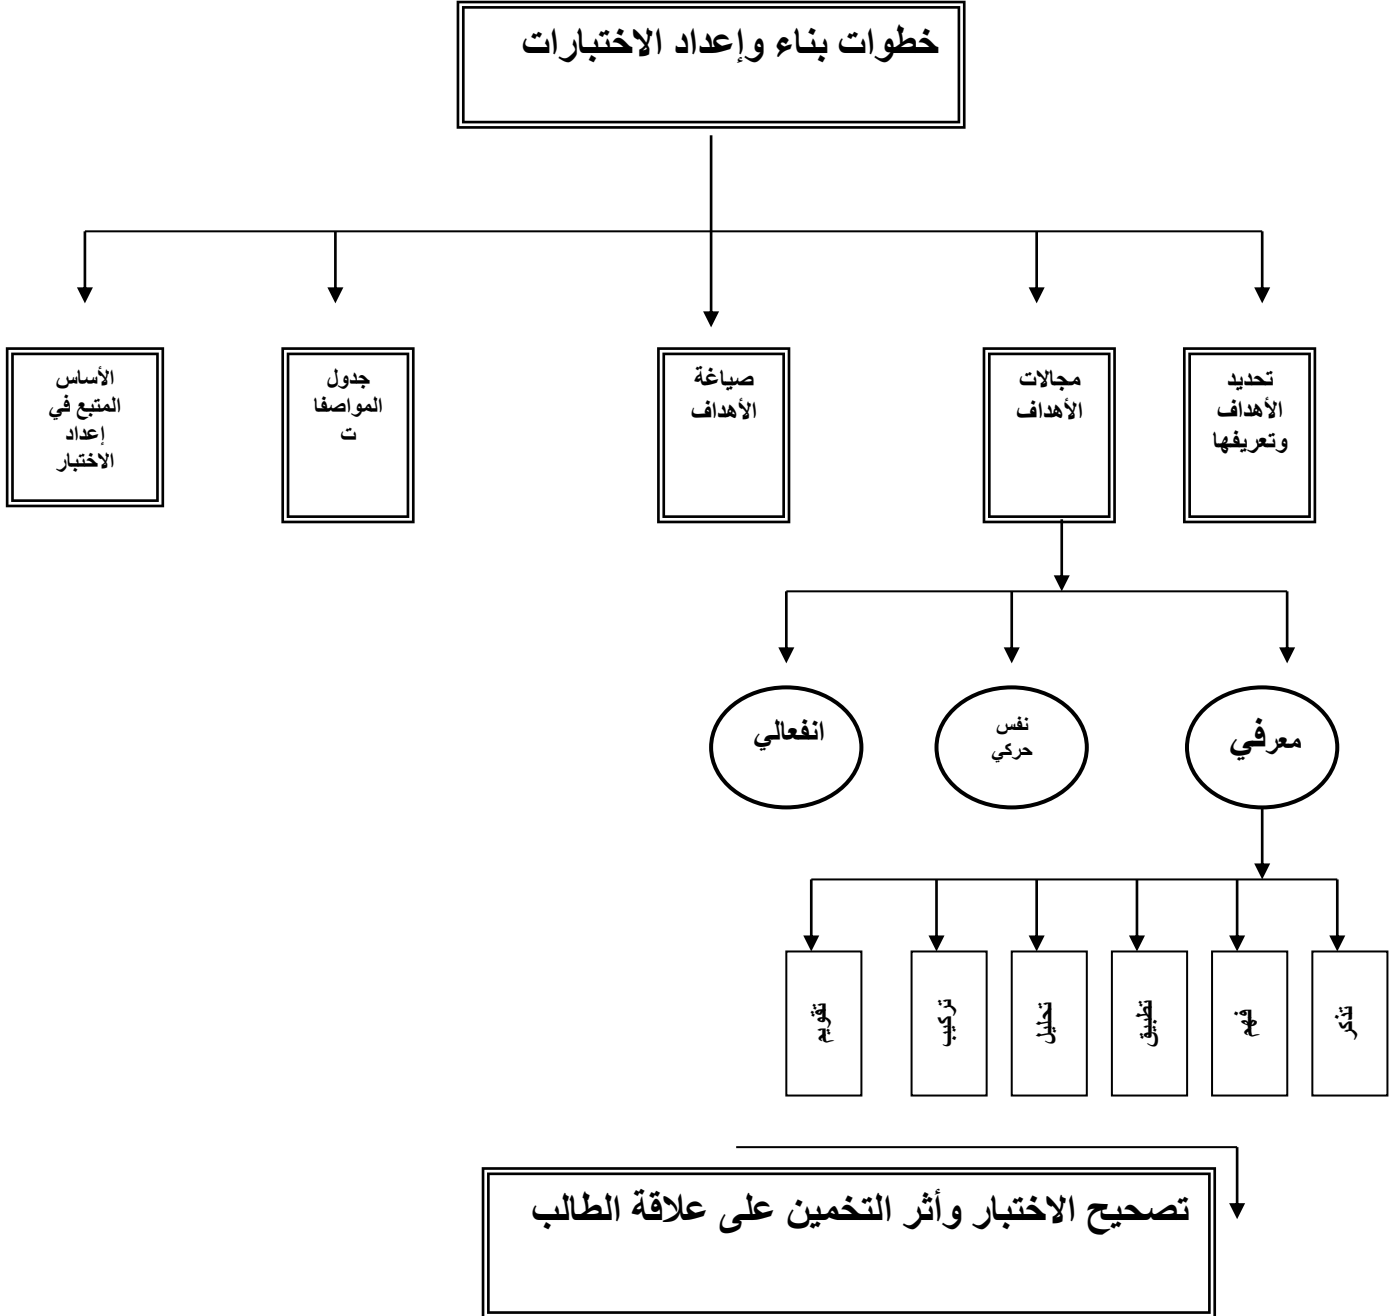 خطوات بناء وإعداد الاختبارات
تحديد
الأهداف
وتعريفها
مجالات
الأهداف
صياغة
الأهداف
جدول
المواصفا
ت
الأساس
المتبع في
إعداد
الاختبار
معرفي
نفس
حركي
انفعالي
تذكر
فهم
تطبيق
تحليل
تركيب
تقويم
تصحيح الاختبار وأثر التخمين على علاقة الطالب